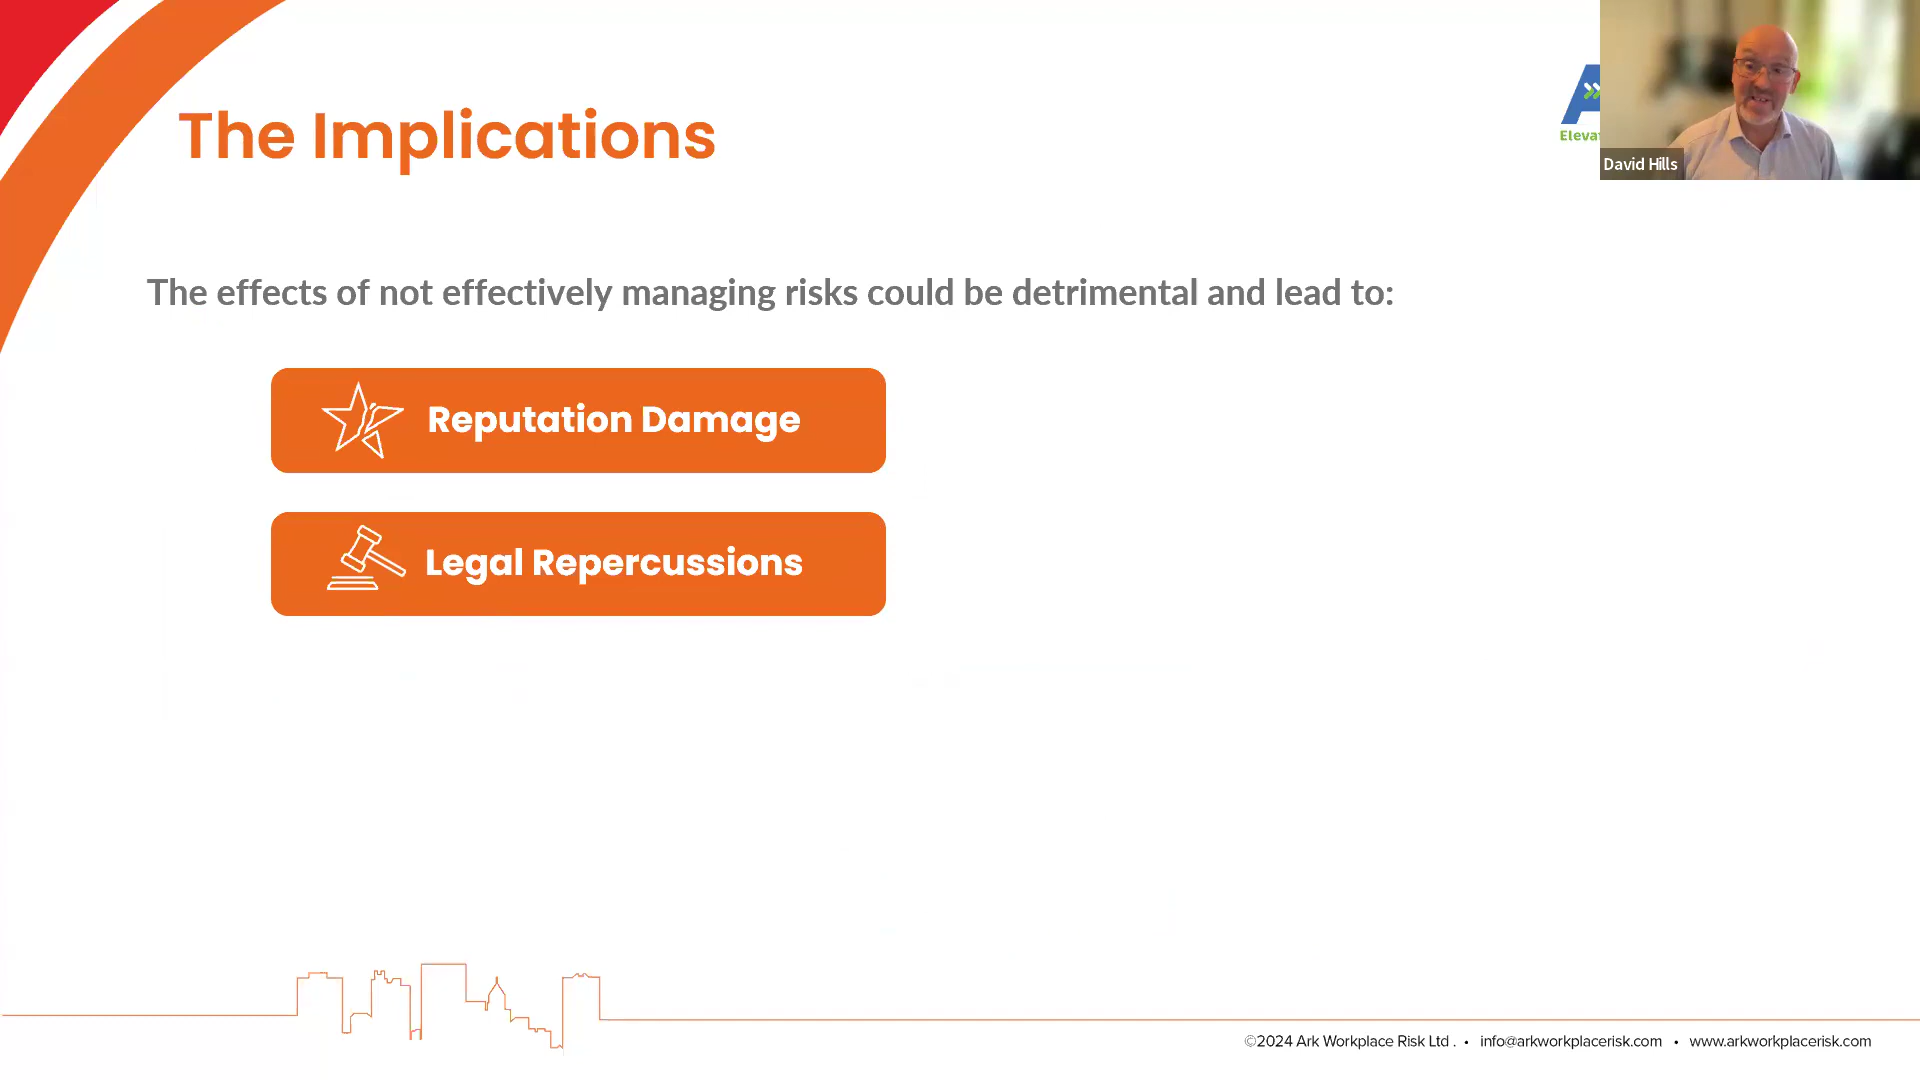 The Implications
Eleva
David Hills
The effects of not effectively managing risks could be detrimental and lead to:
Reputation Damage
Legal Repercussions
©2024 Ark Workplace Risk Ltd . • info@arkworkplacerisk.com • www.arkworkplacerisk.com